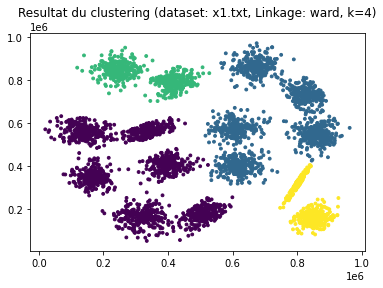 Resultat du clustering (dataset: x1.txt, Linkage: ward, k=4)
1e6
1.0
0.8
0.6
0.4
0.2
0.0 0.2 0.4 0.6 0.8 1.0
1e6